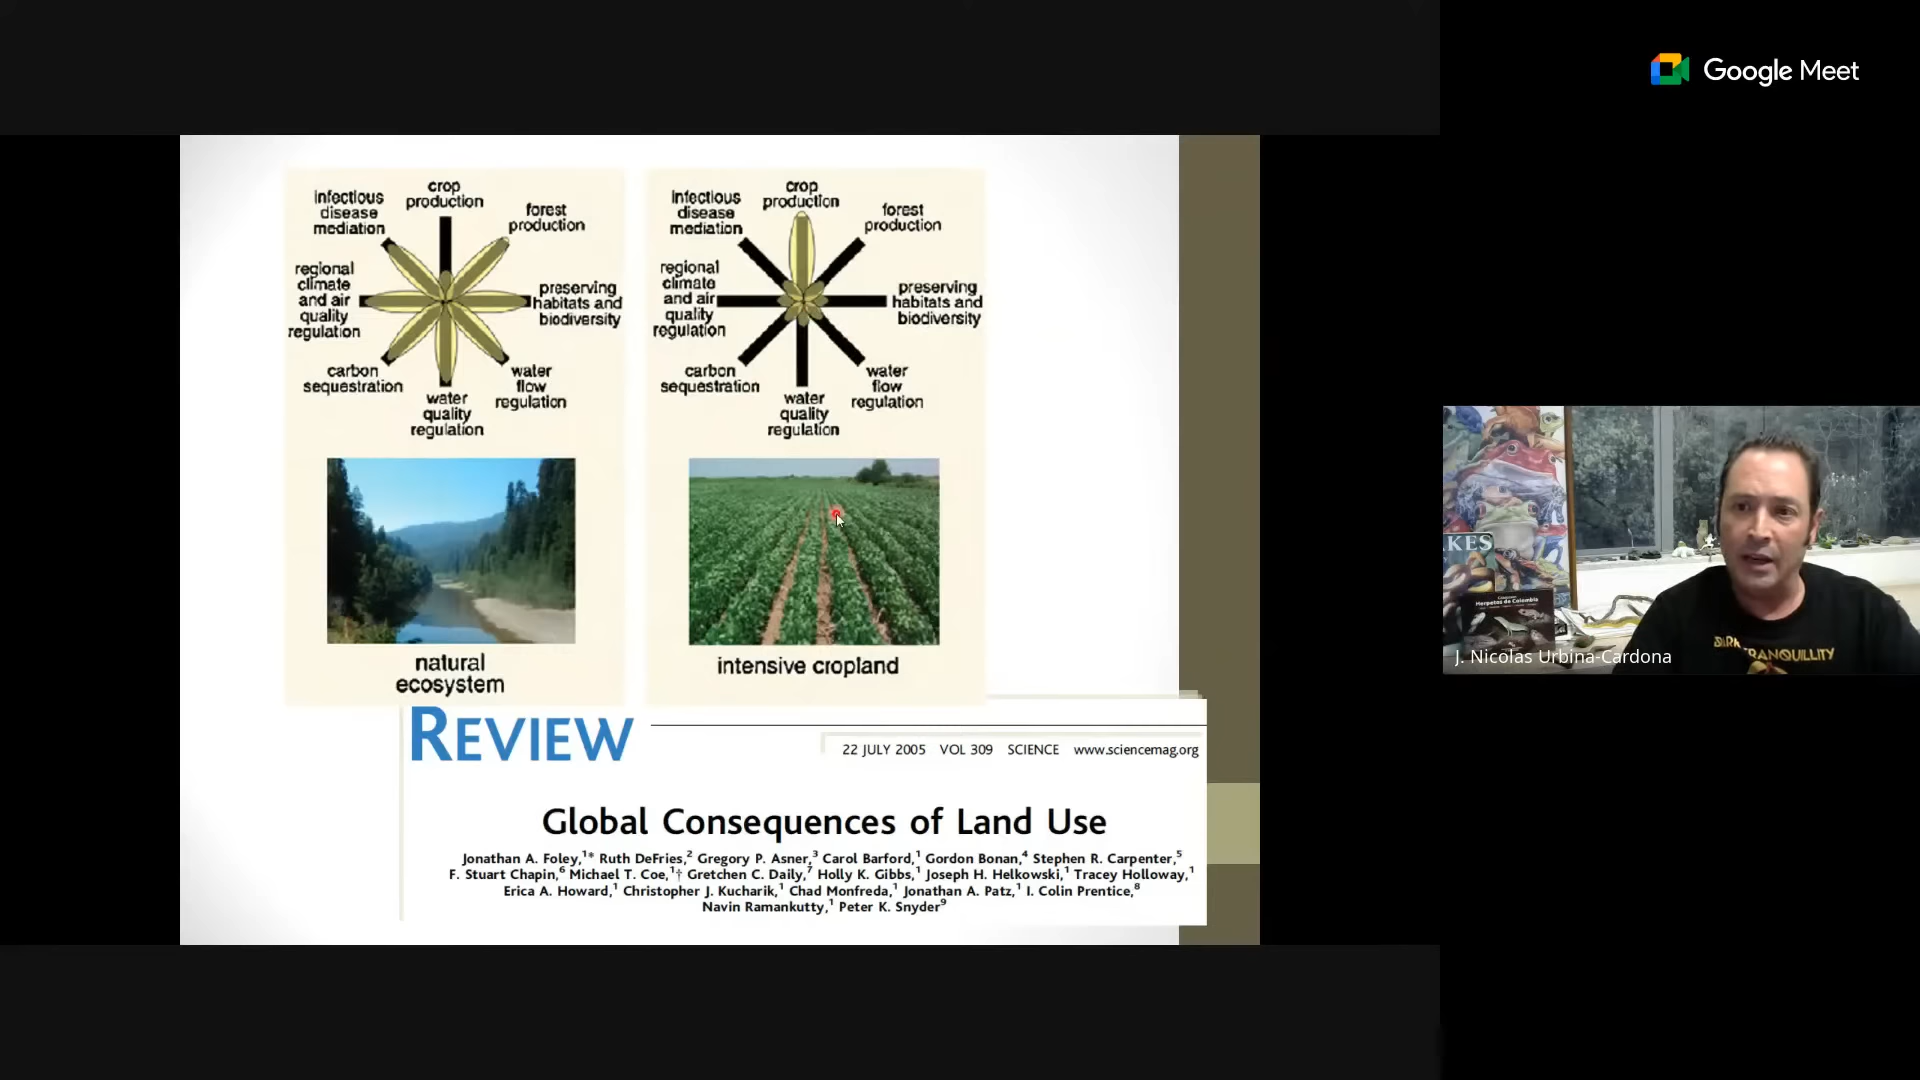 Google Meet
crop
production
infectious
disease
mediation
forest
production
regional
climate
and air
quality
regulation
preserving
habitats and
biodiversity
carbon
sequestration
water
flow
regulation
water
quality
regulation
natural
ecosystem
crop
production
infectious
disease
mediation
forest
production
regional
climate
and air
quality
regulation
preserving
habitats and
biodiversity
carbon
sequestration
water
flow
regulation
water
quality
regulation
intensive cropland
REVIEW
22 JULY 2005 VOL 309 SCIENCE www.sciencemag.org
Global Consequences of Land Use
Jonathan A. Foley,¹* Ruth DeFries,² Gregory P. Asner,³ Carol Barford,¹ Gordon Bonan,⁴ Stephen R. Carpenter,⁵
F. Stuart Chapin,⁶ Michael T. Coe,¹† Gretchen C. Daily,⁷ Holly K. Gibbs,¹ Joseph H. Helkowski,¹ Tracey Holloway,¹
Erica A. Howard,¹ Christopher J. Kucharik,¹ Chad Monfreda,¹ Jonathan A. Patz,¹ I. Colin Prentice,⁸
Navin Ramankutty,¹ Peter K. Snyder⁹
KES
Herpetos de Colombia
DARK TRANQUILLITY
J. Nicolas Urbina-Cardona